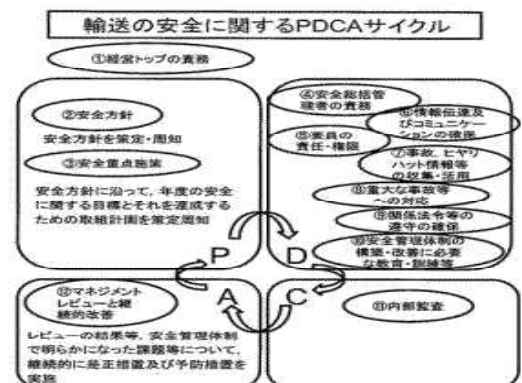 輸送の安全に関するPDCAサイクル
①経営トップの責務
②安全方針
安全方針を策定・周知
③安全重点施策
安全方針に沿って，年度の安全
に関する目標とそれを達成する
ための取組計画を策定周知
④安全総括管
理者の責務
⑤要員の
責任・権限
⑥情報伝達及
びコミュニケー
ションの確保
⑦事故，ヒヤリ
ハット情報等
の収集・活用
⑧重大な事故等
への対応
⑨関係法令等の
遵守の確保
⑩安全管理体制の
構築・改善に必要
な教育・訓練等
P
D
A
C
⑫マネジメント
レビューと継
続的改善
レビューの結果等，安全管理体制
で明らかになった課題等について，
継続的に是正措置及び予防措置を
実施
⑪内部監査